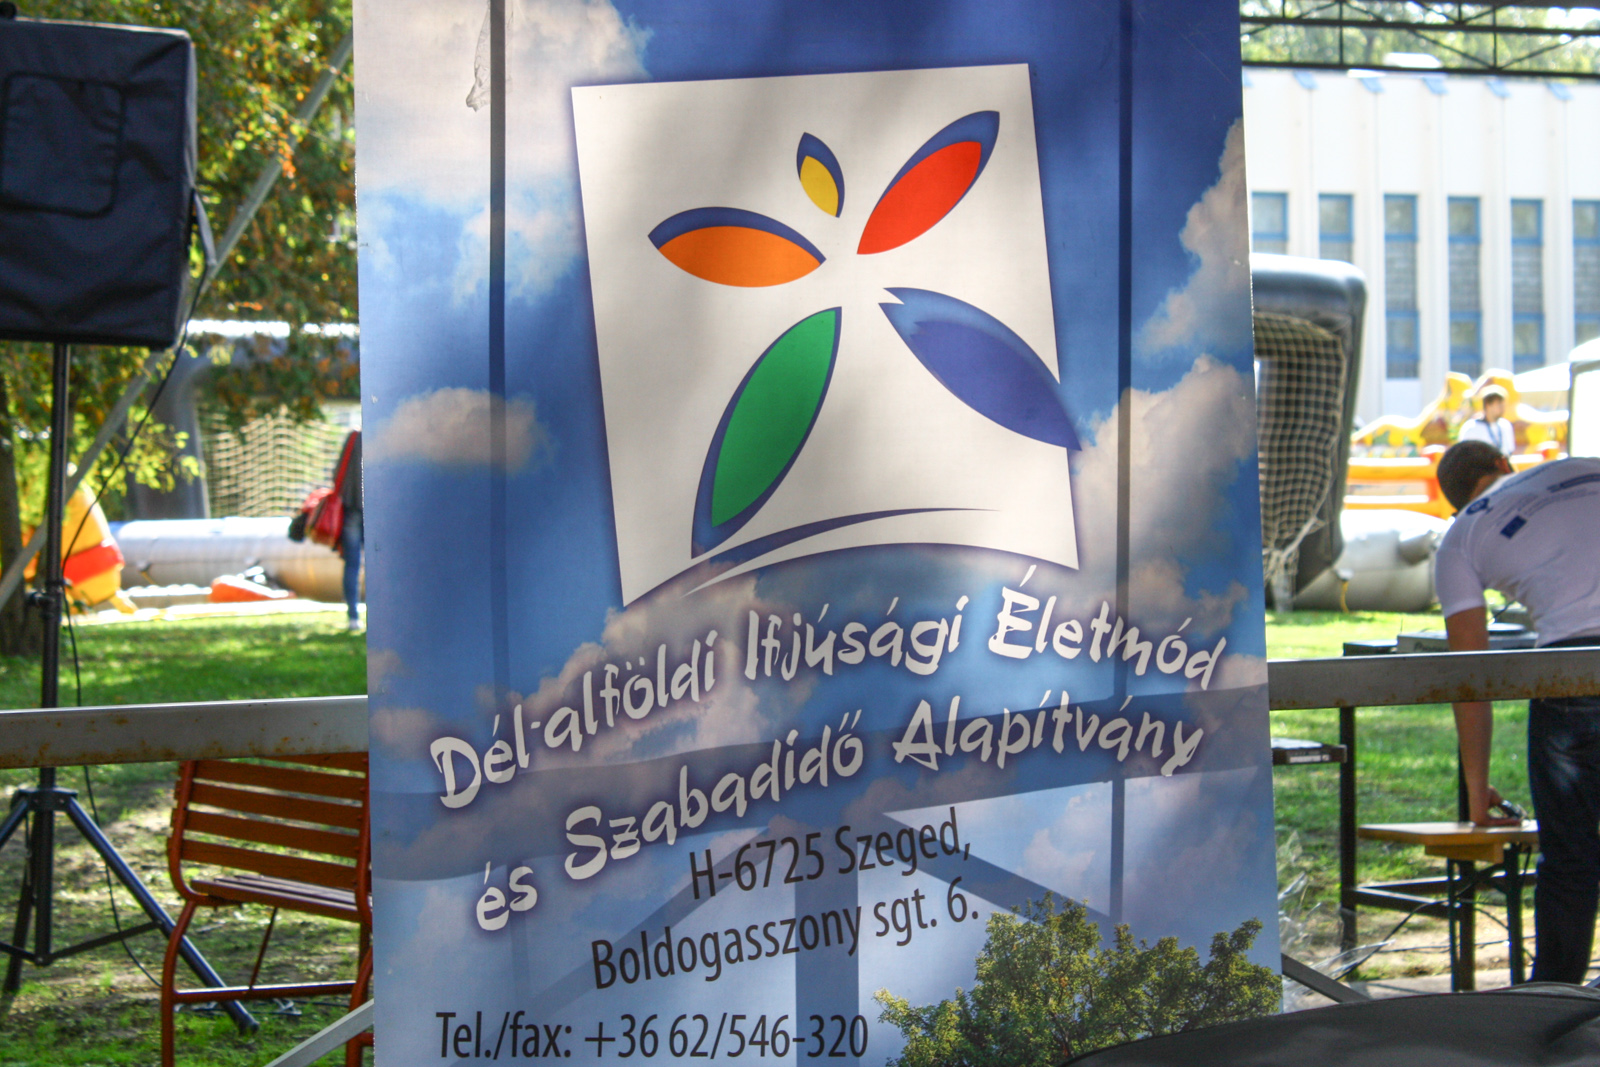 Dél-alföldi Ifjúsági Életmód
és Szabadidő Alapítvány
H-6725 Szeged,
Boldogasszony sgt. 6.
Tel./fax: +36 62/546-320